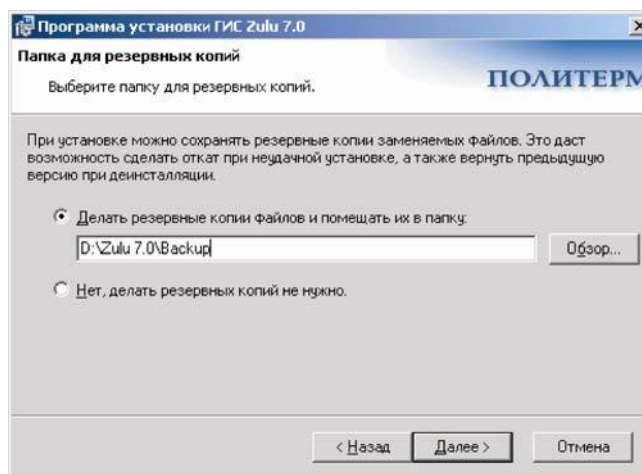 Программа установки ГИС Zulu 7.0
Папка для резервных копий
Выберите папку для резервных копий.
ПОЛИТЕРМ
При установке можно сохранять резервные копии заменяемых файлов. Это даст
возможность сделать откат при неудачной установке, а также вернуть предыдущую
версию при деинсталляции.
Делать резервные копии файлов и помещать их в папку:
D:\Zulu 7.0\Backup
Обзор...
Нет, делать резервных копий не нужно.
< Назад
Далее >
Отмена